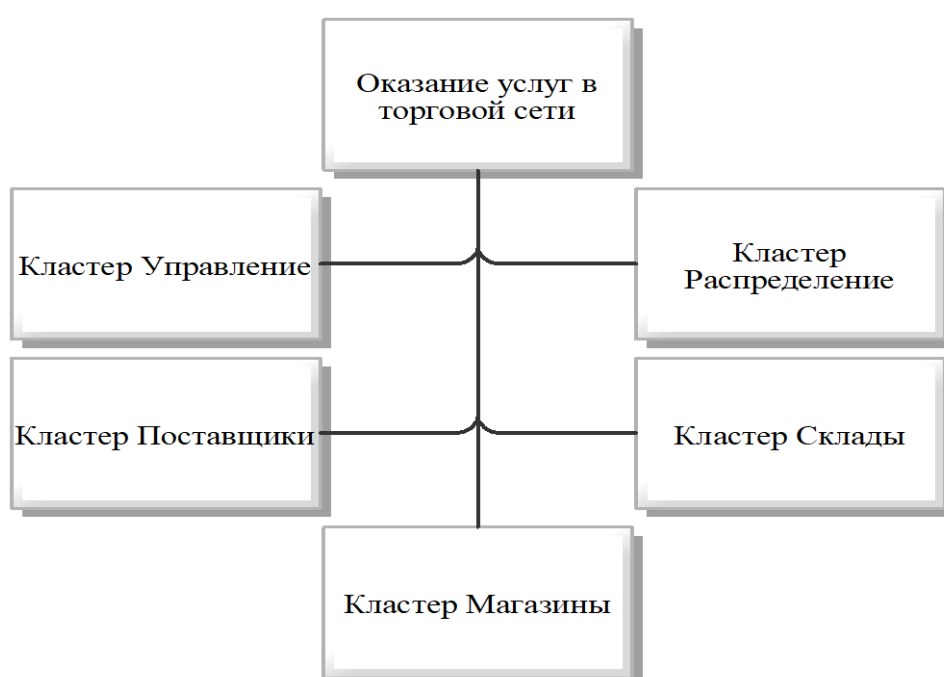 Оказание услуг в
торговой сети
Кластер Управление
Кластер
Распределение
Кластер Поставщики
Кластер Склады
Кластер Магазины